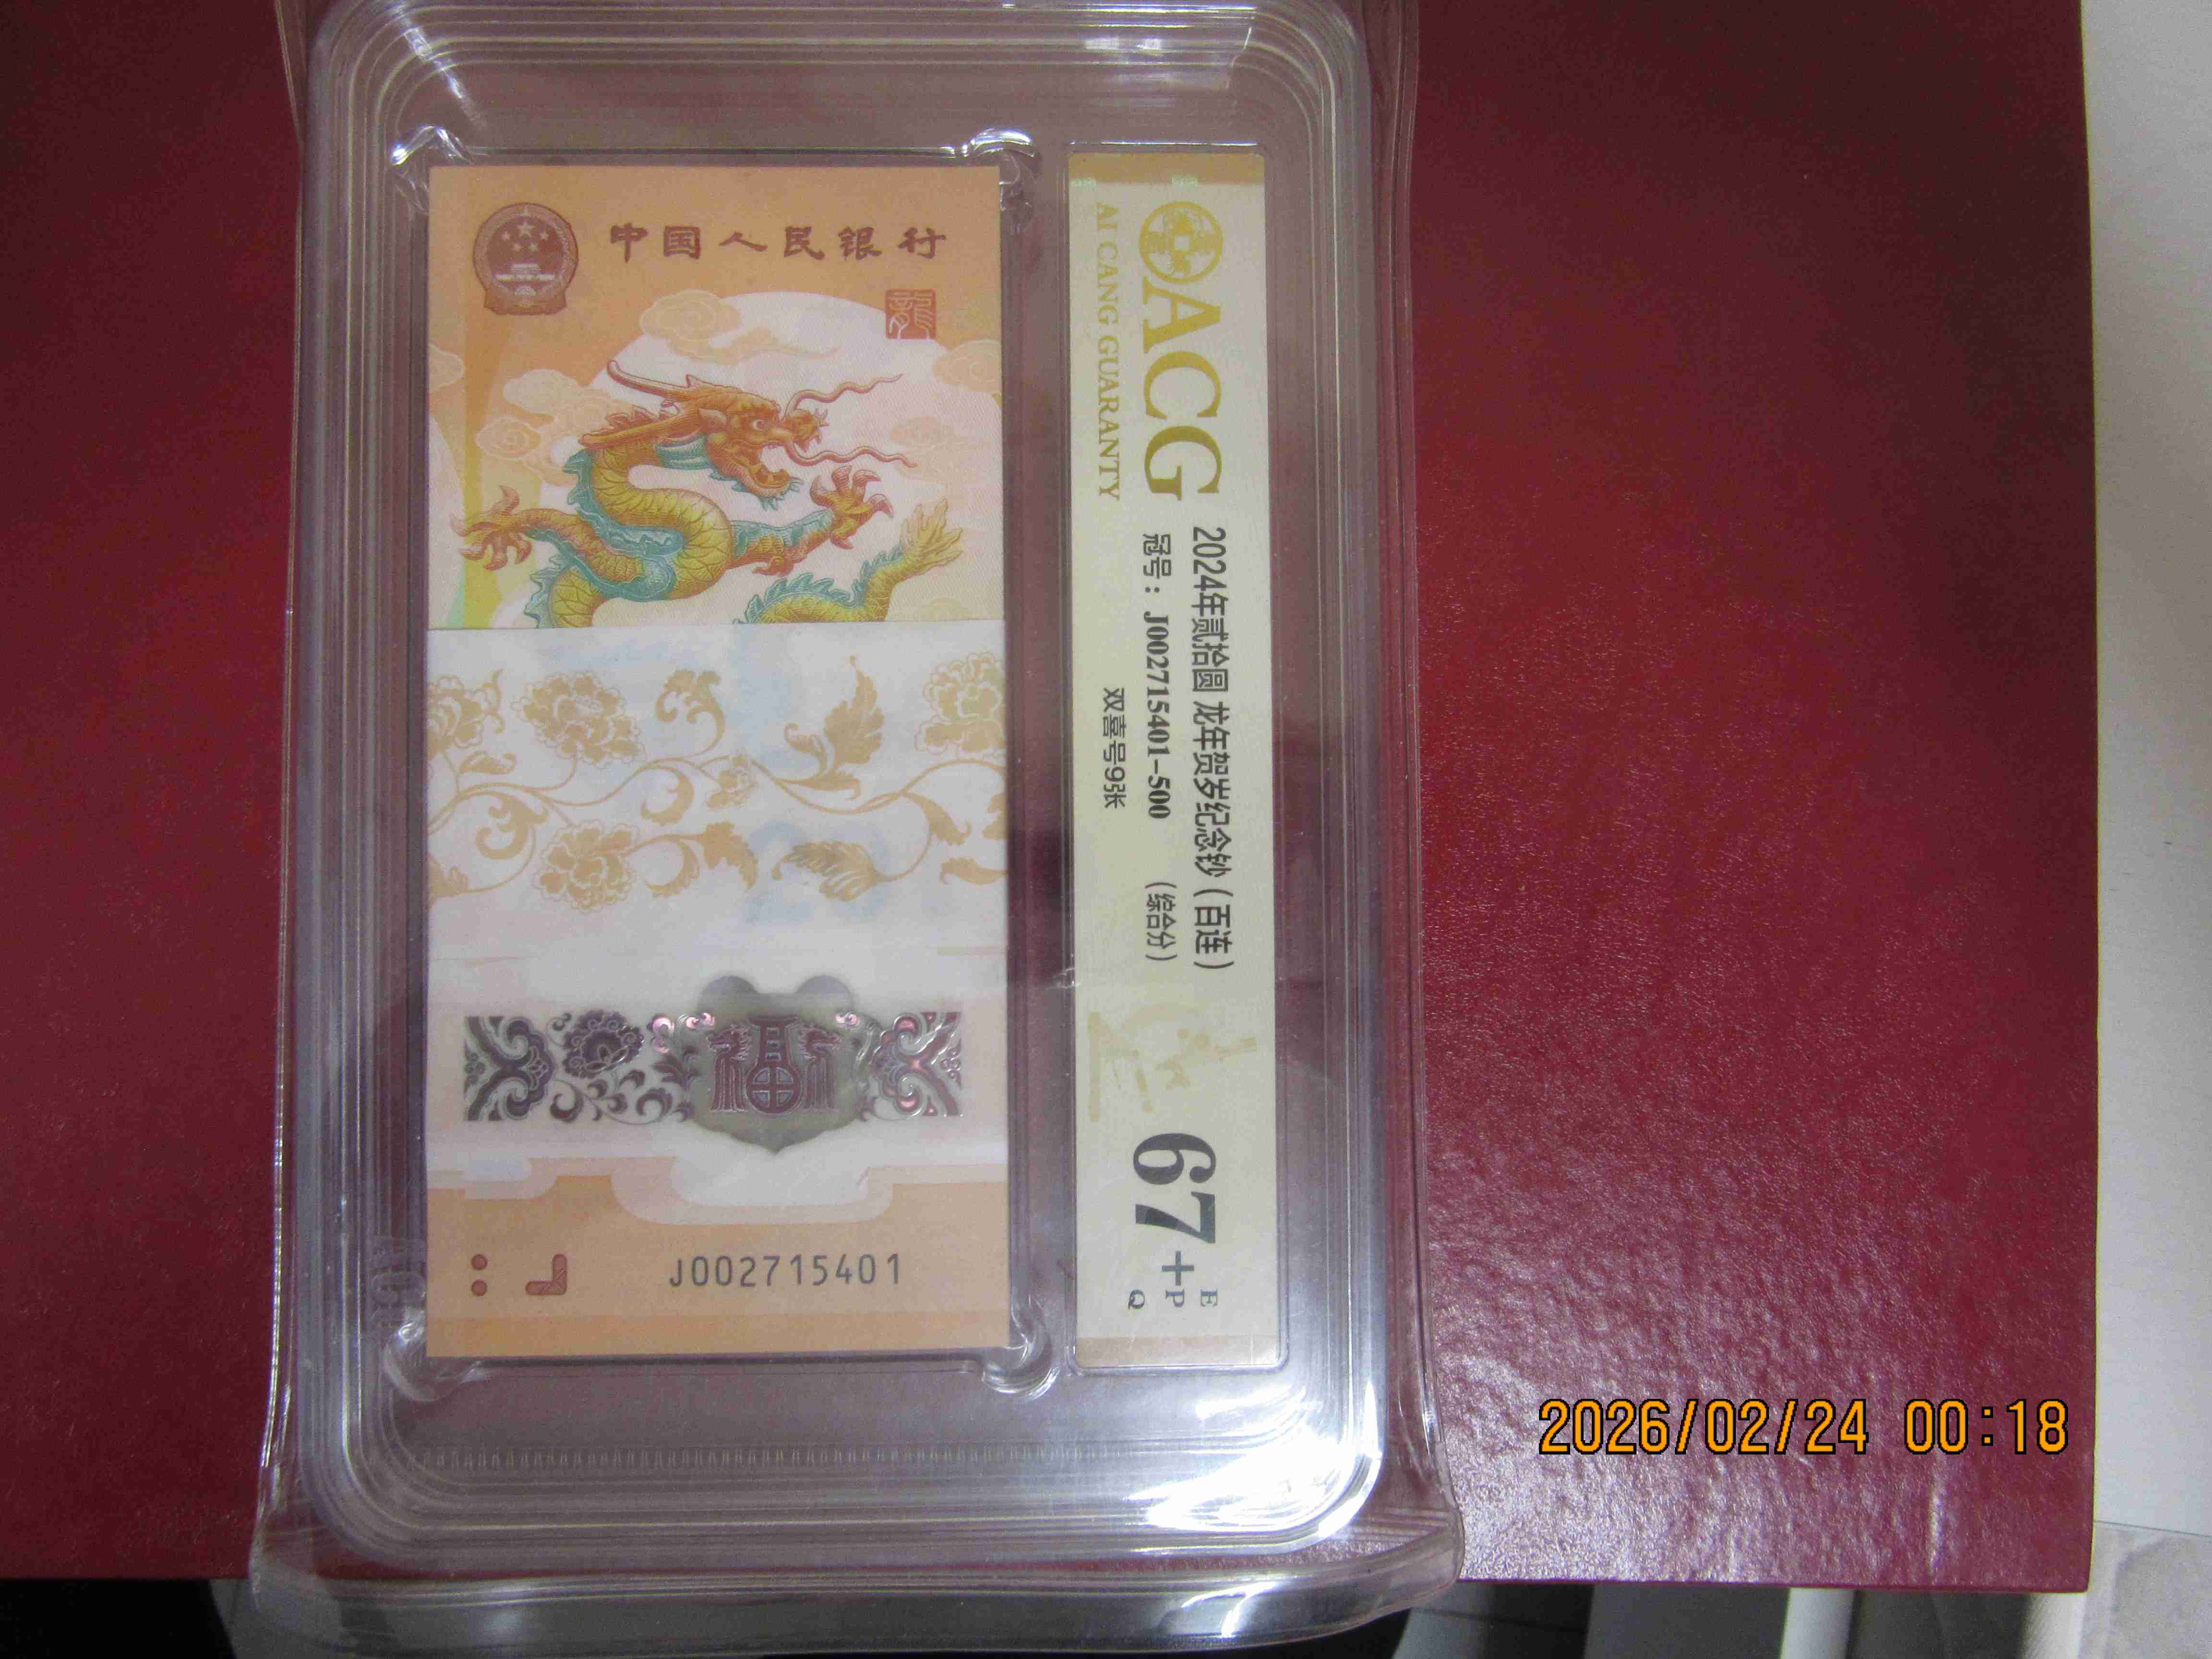 中国人民银行
龍
福
J002715401
ACG
AI CANG GUARANTY
2024年贰拾圆 龙年贺岁纪念钞（百连）
冠号：J002715401-500 （综合分）
双喜号9张
67+
E
P
Q
2026/02/24 00:18